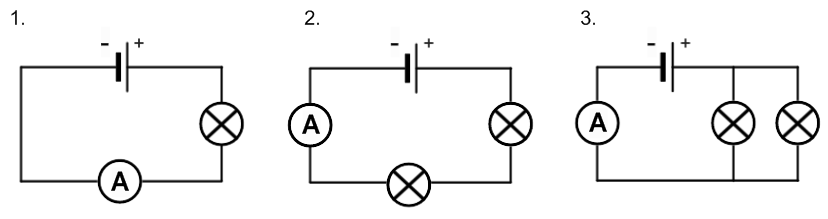 1.
- +
A
2.
- +
A
3.
- +
A